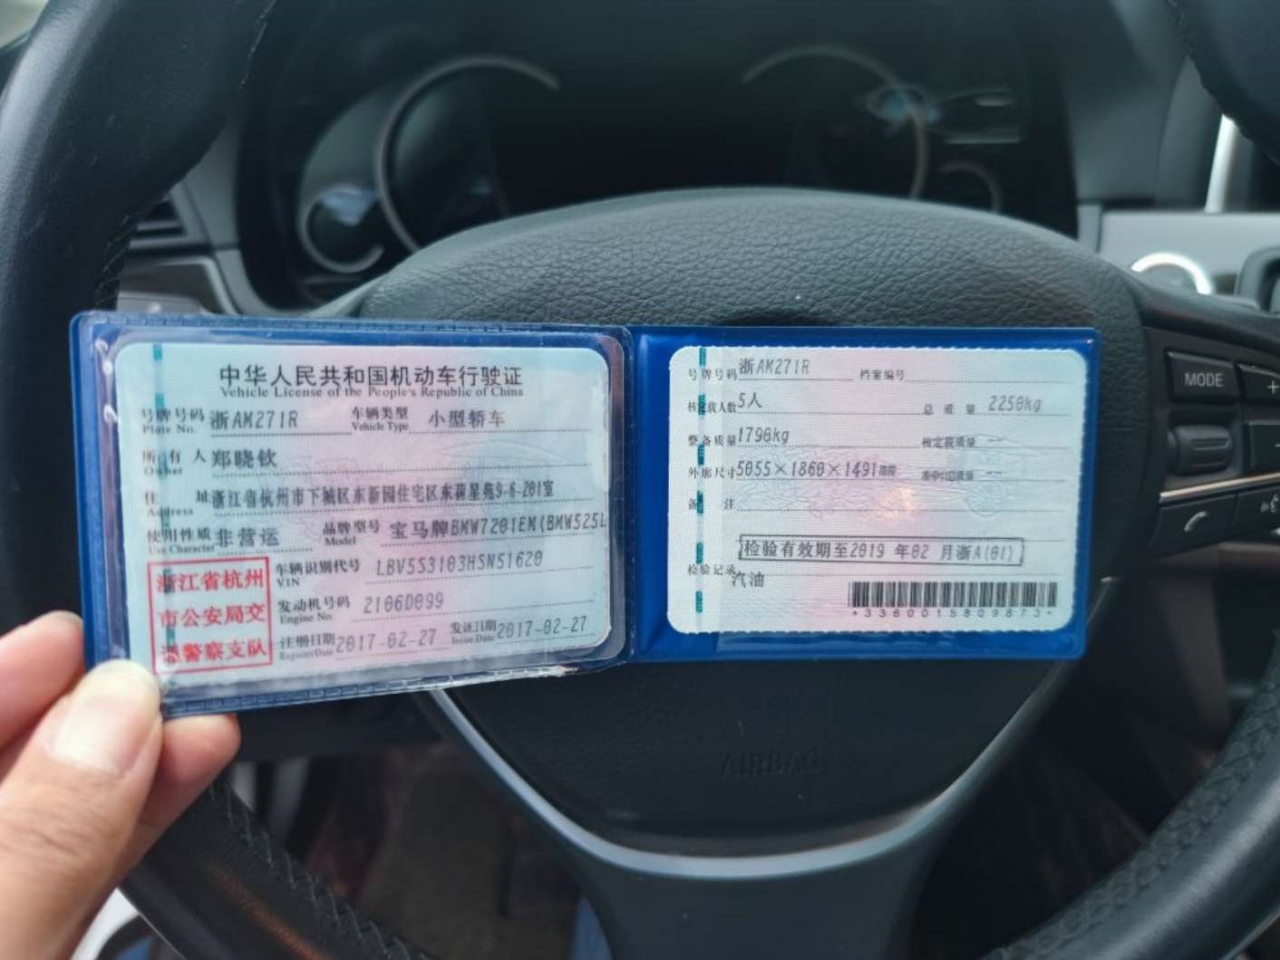 中华人民共和国机动车行驶证
Vehicle License of the People's Republic of China
号牌号码 浙AM271R 车辆类型 小型轿车
Plate No. Vehicle Type
所有人 郑晓钦
Owner
住址 浙江省杭州市下城区东新园住宅区东新星苑9-6-201室
Address
使用性质 非营运 品牌型号 宝马牌BMW7201EM(BMW525L
Use Character Model
车辆识别代号 LBV5S3103HSN51620
VIN
发动机号码 2106D099
Engine No.
注册日期 2017-02-27 发证日期 2017-02-27
Register Date Issue Date
浙江省杭州
市公安局交
通警察支队
号牌号码 浙AM271R 档案编号
核定载人数 5人 总质量 2250kg
整备质量 1790kg 核定载质量 --
外廓尺寸 5055×1860×1491 --
备注
检验有效期至2019年02月浙A(01)
检验记录
汽油
*3360015809873*
MODE
+
AIRBAG